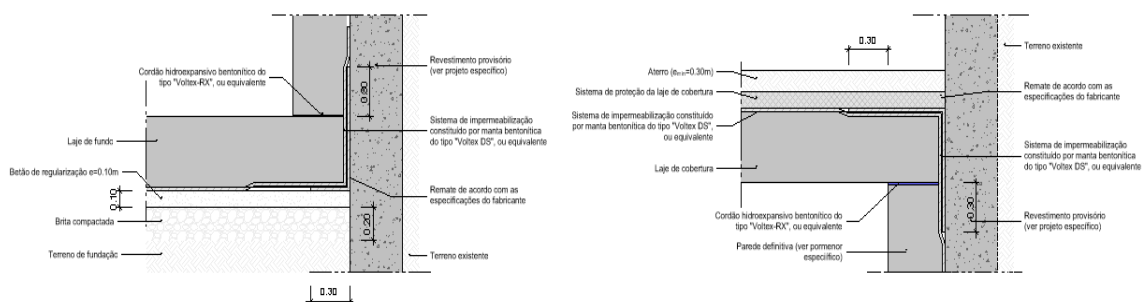 Cordão hidroexpansivo bentonítico do
tipo "Voltex-RX", ou equivalente
Laje de fundo
Betão de regularização e=0.10m
0.10
Brita compactada
Terreno de fundação
0.30
Revestimento provisório
(ver projeto específico)
0.30
Sistema de impermeabilização
constituído por manta bentonítica
do tipo "Voltex DS", ou equivalente
Remate de acordo com as
especificações do fabricante
0.20
Terreno existente
0.30
Terreno existente
Aterro (emin=0.30m)
Sistema de proteção da laje de cobertura
Remate de acordo com as
especificações do fabricante
Sistema de impermeabilização constituído
por manta bentonítica do tipo "Voltex DS",
ou equivalente
Sistema de impermeabilização
constituído por manta bentonítica
do tipo "Voltex DS", ou equivalente
Laje de cobertura
Cordão hidroexpansivo bentonítico do
tipo "Voltex-RX", ou equivalente
0.30
Revestimento provisório
(ver projeto específico)
Parede definitiva (ver pormenor
específico)